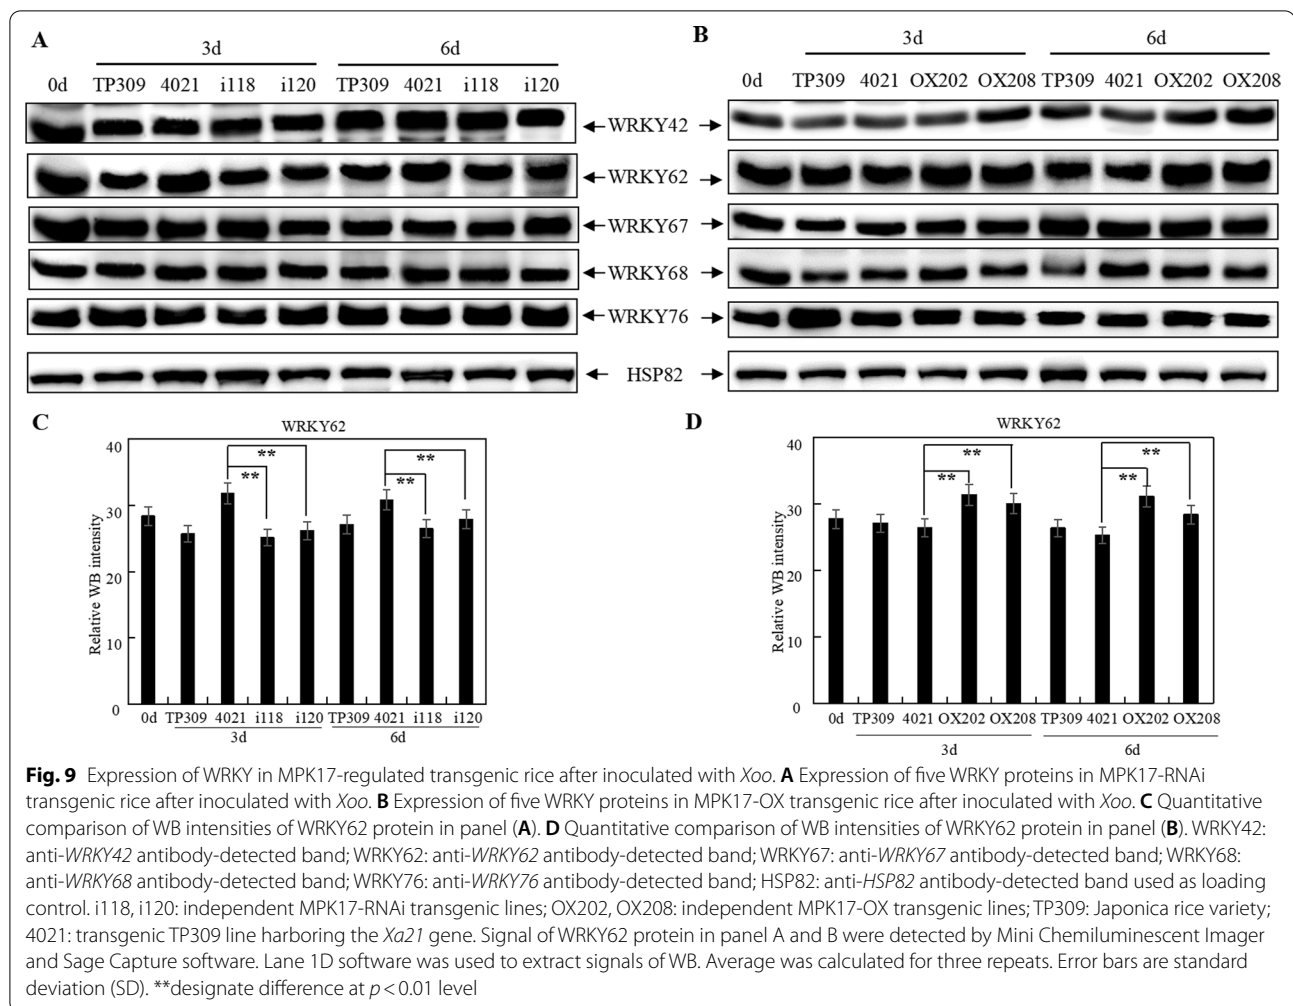 A
3d 6d
0d TP309 4021 i118 i120 TP309 4021 i118 i120
B
3d 6d
0d TP309 4021 OX202 OX208 TP309 4021 OX202 OX208
WRKY42
WRKY62
WRKY67
WRKY68
WRKY76
HSP82
C
WRKY62
Relative WB intensity
40
30
20
10
0
** ** ** **
0d TP309 4021 i118 i120 TP309 4021 i118 i120
3d 6d
D
WRKY62
Relative WB intensity
40
30
20
10
0
** ** ** **
0d TP309 4021 OX202 OX208 TP309 4021 OX202 OX208
3d 6d
Fig. 9 Expression of WRKY in MPK17-regulated transgenic rice after inoculated with Xoo. A Expression of five WRKY proteins in MPK17-RNAi
transgenic rice after inoculated with Xoo. B Expression of five WRKY proteins in MPK17-OX transgenic rice after inoculated with Xoo. C Quantitative
comparison of WB intensities of WRKY62 protein in panel (A). D Quantitative comparison of WB intensities of WRKY62 protein in panel (B). WRKY42:
anti-WRKY42 antibody-detected band; WRKY62: anti-WRKY62 antibody-detected band; WRKY67: anti-WRKY67 antibody-detected band; WRKY68:
anti-WRKY68 antibody-detected band; WRKY76: anti-WRKY76 antibody-detected band; HSP82: anti-HSP82 antibody-detected band used as loading
control. i118, i120: independent MPK17-RNAi transgenic lines; OX202, OX208: independent MPK17-OX transgenic lines; TP309: Japonica rice variety;
4021: transgenic TP309 line harboring the Xa21 gene. Signal of WRKY62 protein in panel A and B were detected by Mini Chemiluminescent Imager
and Sage Capture software. Lane 1D software was used to extract signals of WB. Average was calculated for three repeats. Error bars are standard
deviation (SD). **designate difference at p < 0.01 level